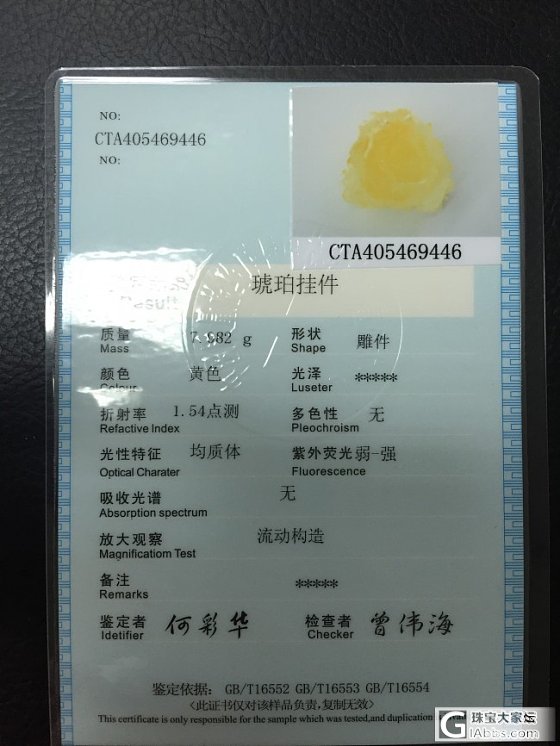 NO:
CTA405469446
NO:
CTA405469446
Result 琥珀挂件
质量 g 形状 雕件
Mass Shape
颜色 黄色 光泽 *****
Colour Luseter
折射率 1.54点测 多色性 无
Refactive Index Pleochroism
光性特征 均质体 紫外荧光 弱-强
Optical Charater Fluorescence
吸收光谱 无
Absorption spectrum
放大观察 流动构造
Magnificatiom Test
备注 *****
Remarks
鉴定者 何彩华 检查者 曾伟海
Idetifier Checker
鉴定依据: GB/T16552 GB/T16553 GB/T16554
<此证书仅对该样品负责,复制无效>
This certificate is only responsible for the sample which was tested,and duplication
珠宝大家坛
IAbbs.com